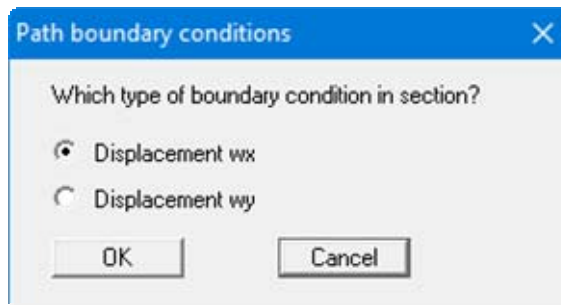 Path boundary conditions
Which type of boundary condition in section?
Displacement wx
Displacement wy
OK Cancel